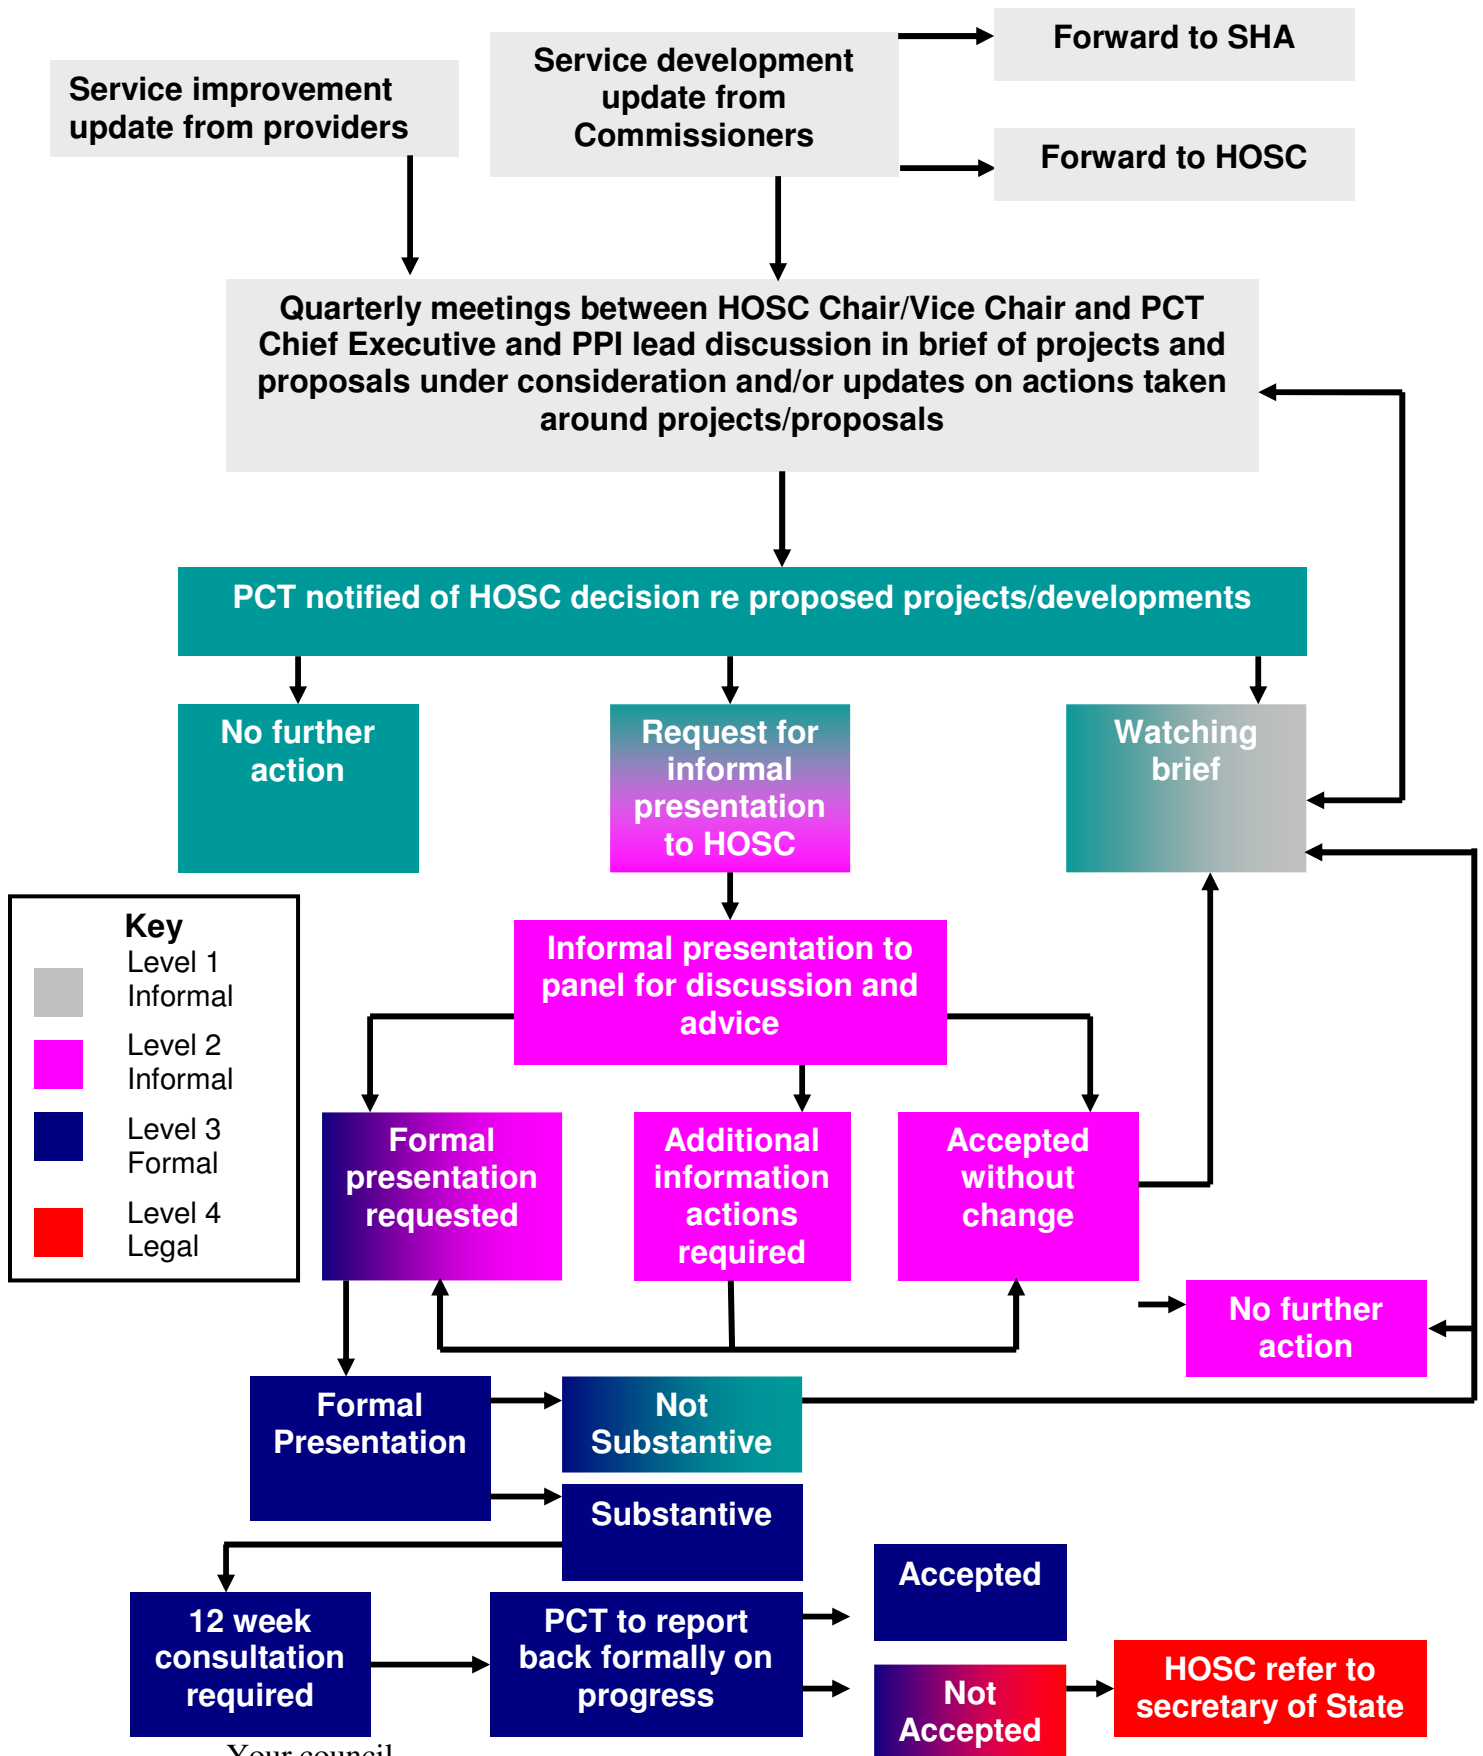 Forward to SHA
Service development
update from
Commissioners
Service improvement
update from providers
Forward to HOSC
Quarterly meetings between HOSC Chair/Vice Chair and PCT
Chief Executive and PPI lead discussion in brief of projects and
proposals under consideration and/or updates on actions taken
around projects/proposals
PCT notified of HOSC decision re proposed projects/developments
No further
action
Request for
informal
presentation
to HOSC
Watching
brief
Key
Level 1
Informal
Level 2
Informal
Level 3
Formal
Level 4
Legal
Informal presentation to
panel for discussion and
advice
Formal
presentation
requested
Additional
information
actions
required
Accepted
without
change
No further
action
Formal
Presentation
Not
Substantive
Substantive
12 week
consultation
required
PCT to report
back formally on
progress
Accepted
Not
Accepted
HOSC refer to
secretary of State
Your council